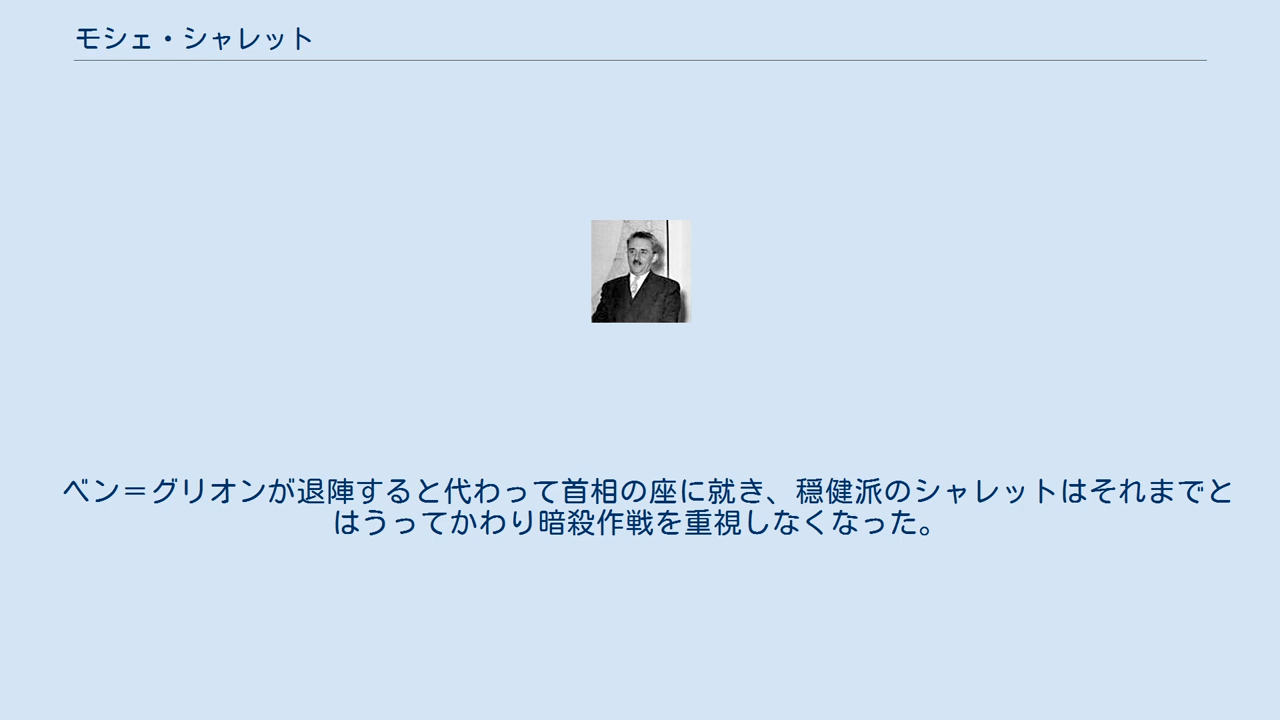 モシェ・シャレット
ベン＝グリオンが退陣すると代わって首相の座に就き、穏健派のシャレットはそれまでと
はうってかわり暗殺作戦を重視しなくなった。